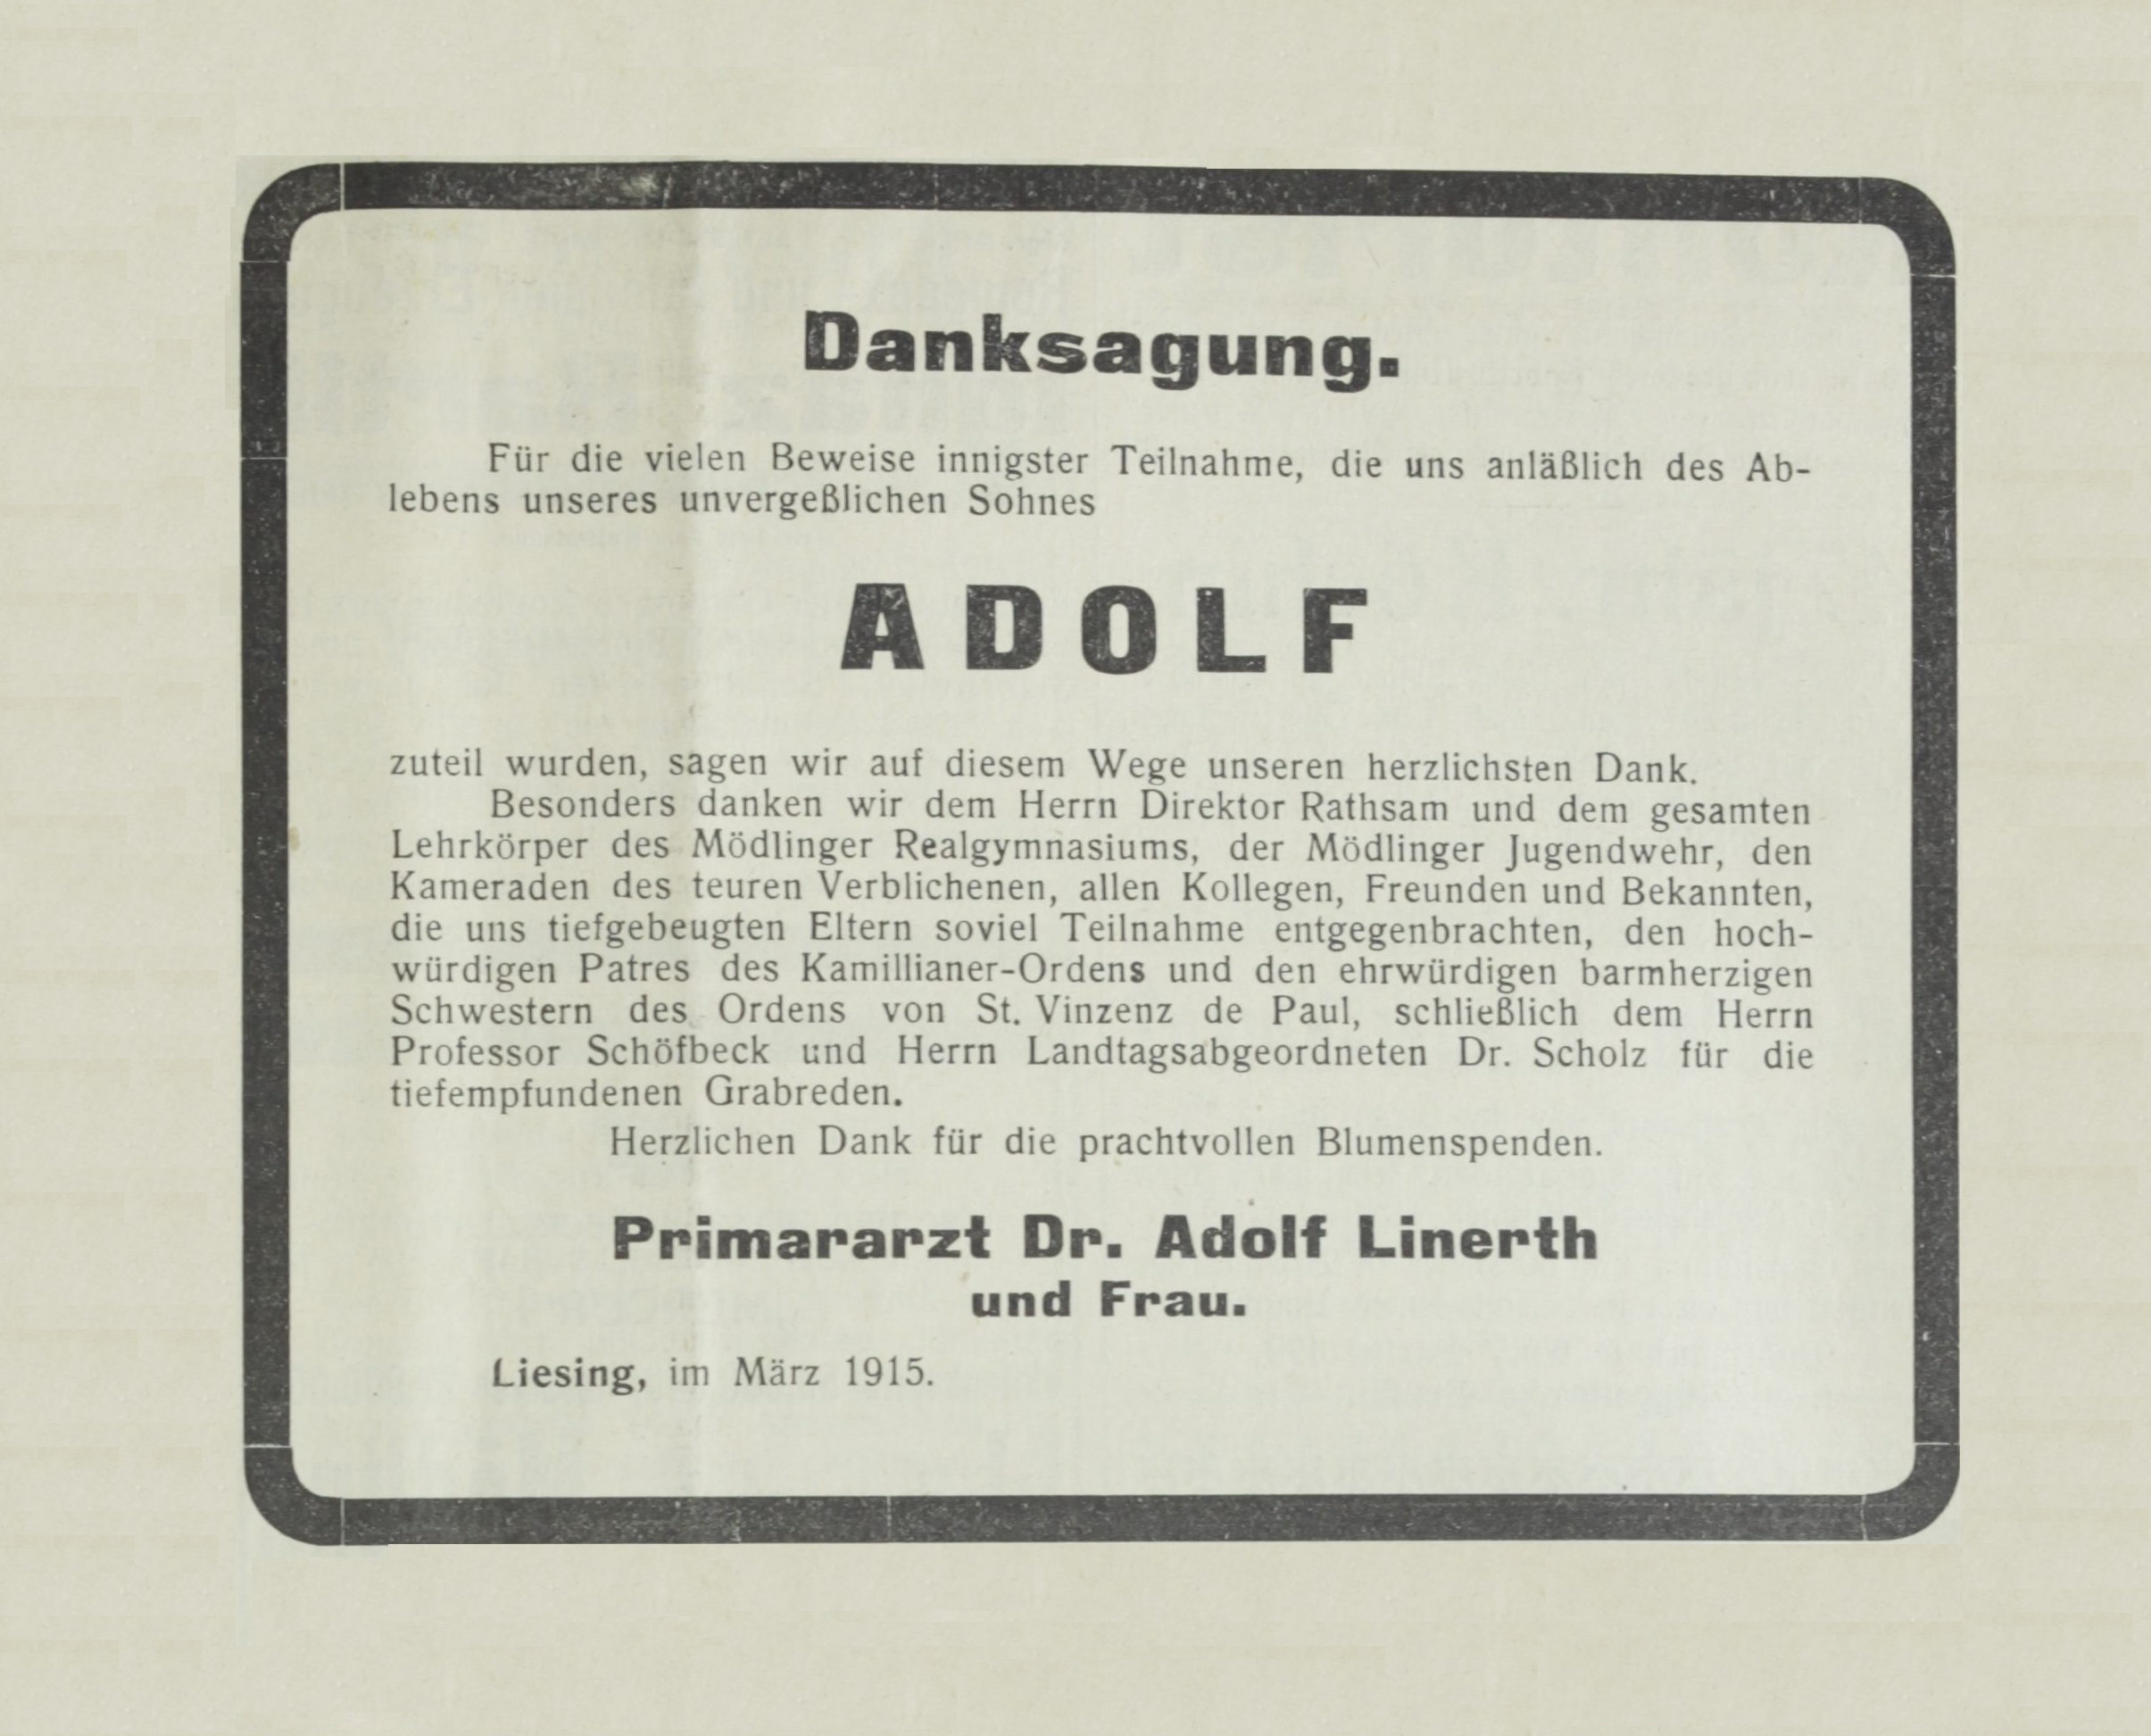 Danksagung.
Für die vielen Beweise innigster Teilnahme, die uns anläßlich des Ab-
lebens unseres unvergeßlichen Sohnes
ADOLF
zuteil wurden, sagen wir auf diesem Wege unseren herzlichsten Dank.
Besonders danken wir dem Herrn Direktor Rathsam und dem gesamten
Lehrkörper des Mödlinger Realgymnasiums, der Mödlinger Jugendwehr, den
Kameraden des teuren Verblichenen, allen Kollegen, Freunden und Bekannten,
die uns tiefgebeugten Eltern soviel Teilnahme entgegenbrachten, den hoch-
würdigen Patres des Kamillianer-Ordens und den ehrwürdigen barmherzigen
Schwestern des Ordens von St. Vinzenz de Paul, schließlich dem Herrn
Professor Schöfbeck und Herrn Landtagsabgeordneten Dr. Scholz für die
tiefempfundenen Grabreden.
Herzlichen Dank für die prachtvollen Blumenspenden.
Primararzt Dr. Adolf Linerth
und Frau.
Liesing, im März 1915.